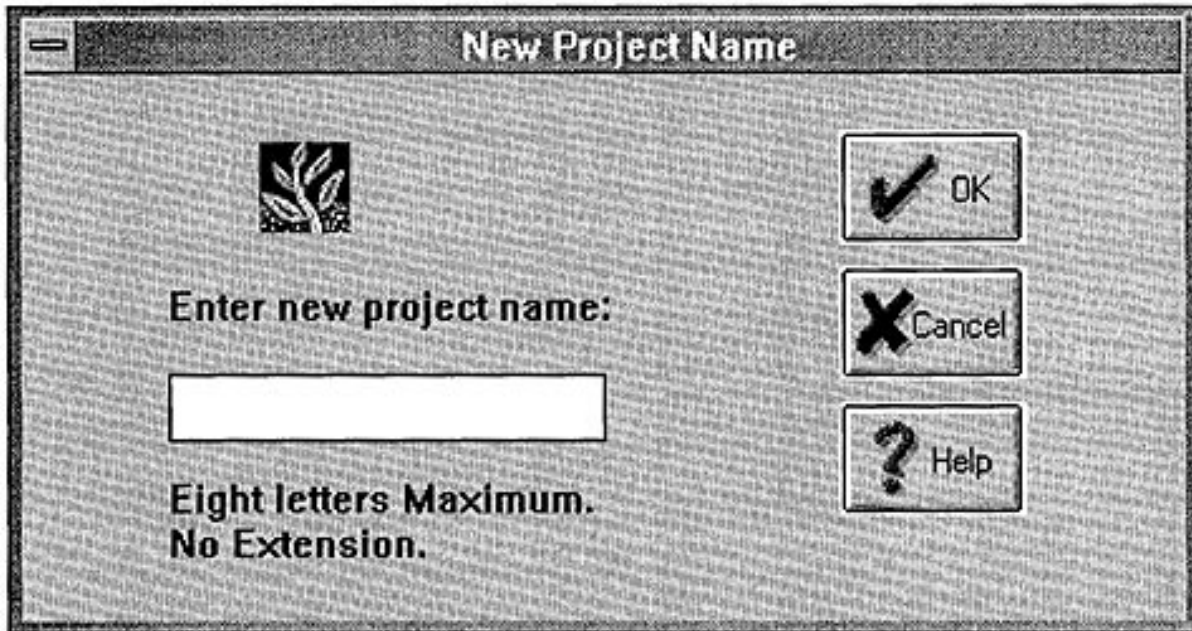 New Project Name
OK
Enter new project name:
Cancel
Help
Eight letters Maximum.
No Extension.